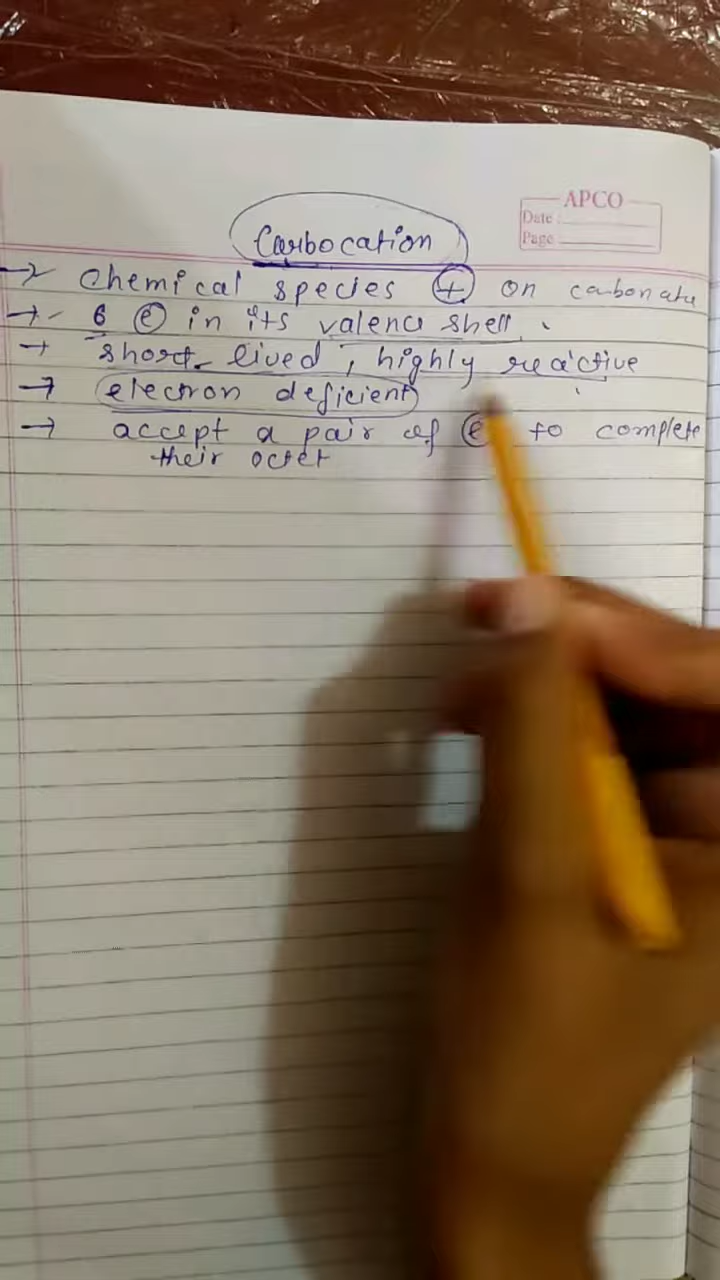 APCO
Date
Page
Carbocation
→ chemical species ⊕ on carbon atu
→ 6 ⓔ in its valence shell.
→ short-lived, highly reactive
→ electron deficient
→ accept a pair of ⓔ to complete
their octet